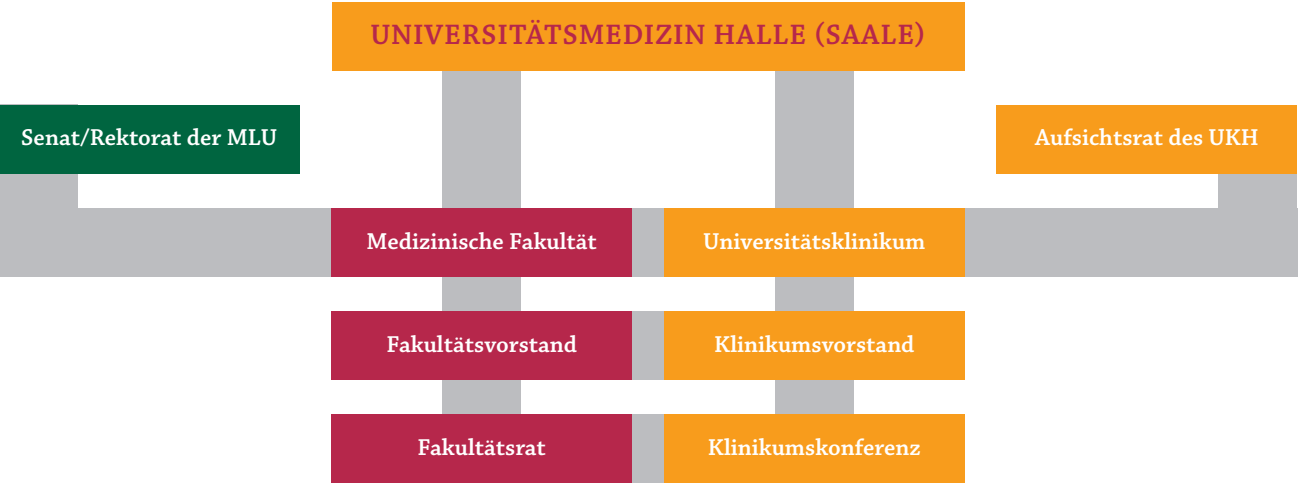 UNIVERSITÄTSMEDIZIN HALLE (SAALE)
Senat/Rektorat der MLU
Aufsichtsrat des UKH
Medizinische Fakultät
Universitätsklinikum
Fakultätsvorstand
Klinikumsvorstand
Fakultätsrat
Klinikumskonferenz